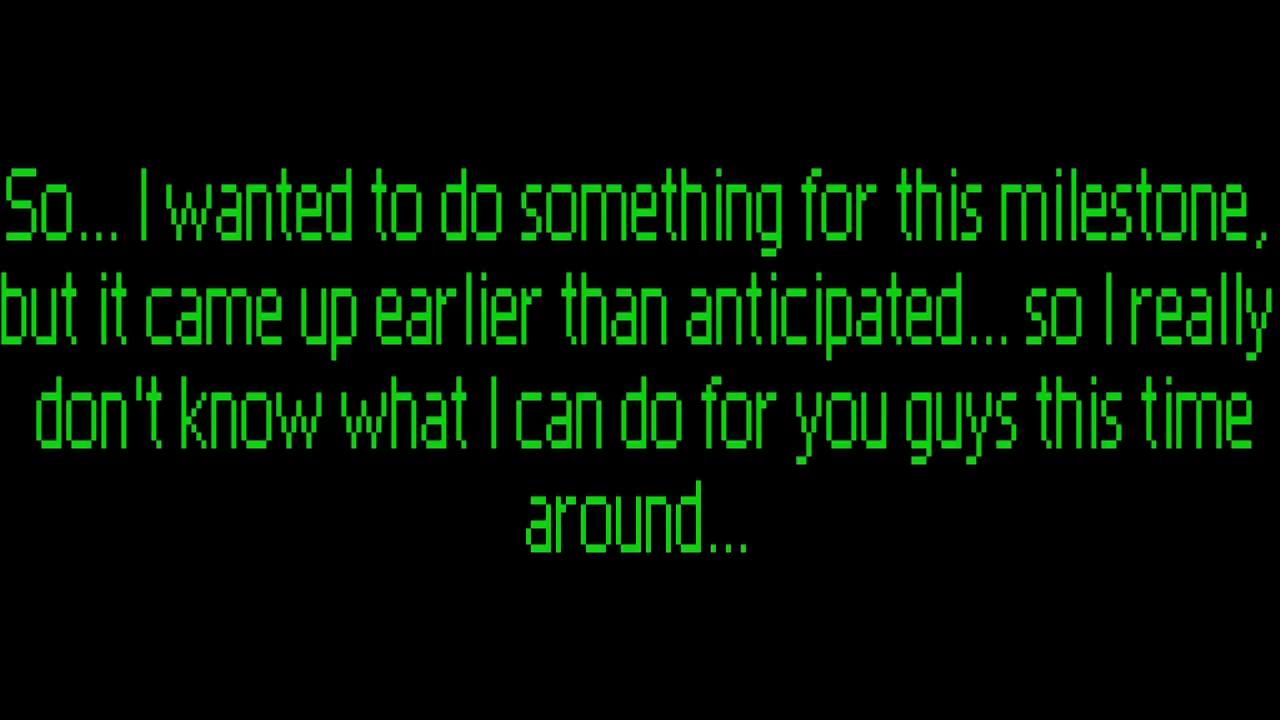 So... I wanted to do something for this milestone,
but it came up earlier than anticipated... so I really
don't know what I can do for you guys this time
around...